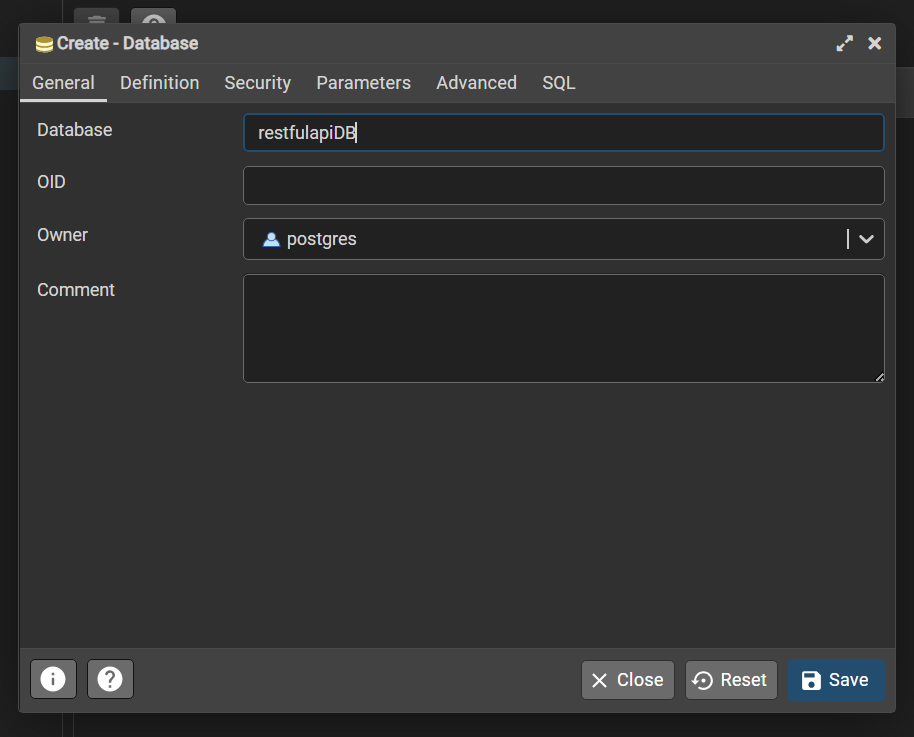 Create - Database
General Definition Security Parameters Advanced SQL
Database restfulapiDB
OID
Owner postgres
Comment
Close Reset Save